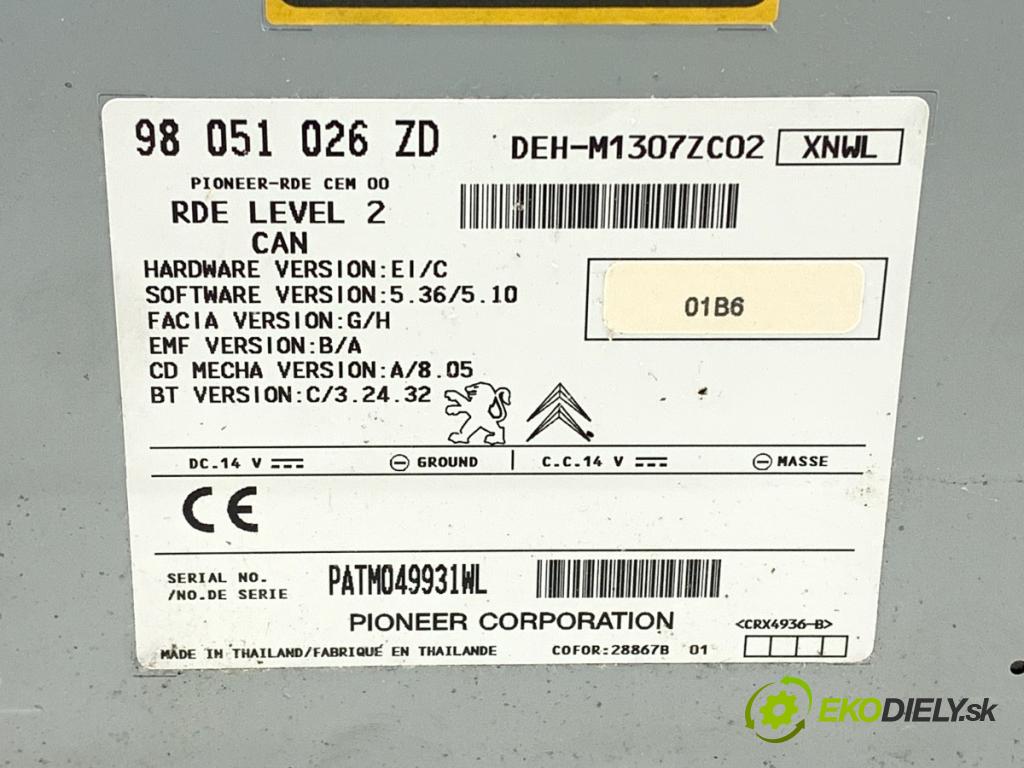 98 051 026 ZD
DEH-M1307ZC02 XNWL
PIONEER-RDE CEM 00
RDE LEVEL 2
CAN
HARDWARE VERSION:EI/C
SOFTWARE VERSION:5.36/5.10
FACIA VERSION:G/H
EMF VERSION:B/A
CD MECHA VERSION:A/8.05
BT VERSION:C/3.24.32
01B6
DC.14 V GROUND C.C.14 V MASSE
CE
SERIAL NO.
/NO.DE SERIE
PATM049931WL
PIONEER CORPORATION
<CRX4936-B>
MADE IN THAILAND/FABRIQUÉ EN THAILANDE COFOR:28867B 01
EKODIELY.sk